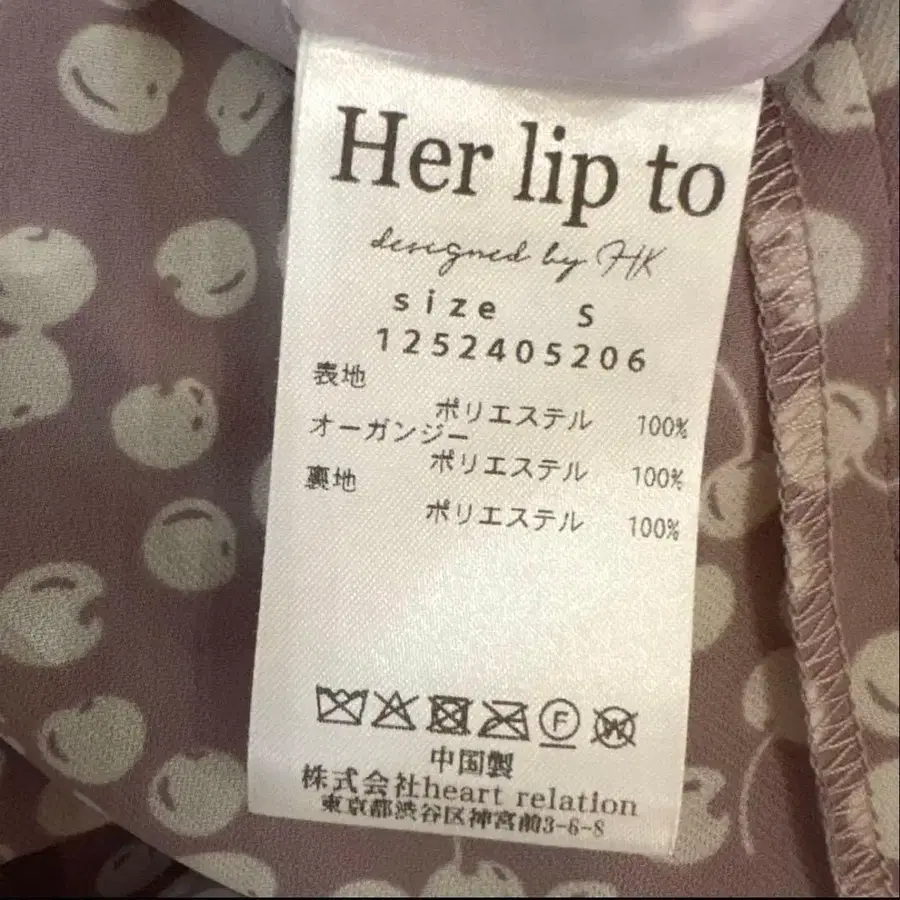 Her lip to
designed by HK
size S
1252405206
表地
ポリエステル 100%
オーガンジー
ポリエステル 100%
裏地
ポリエステル 100%
F W
中国製
株式会社heart relation
東京都渋谷区神宮前3-6-8